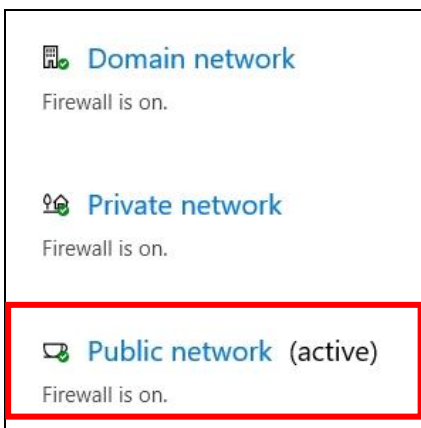 Domain network
Firewall is on.
Private network
Firewall is on.
Public network (active)
Firewall is on.